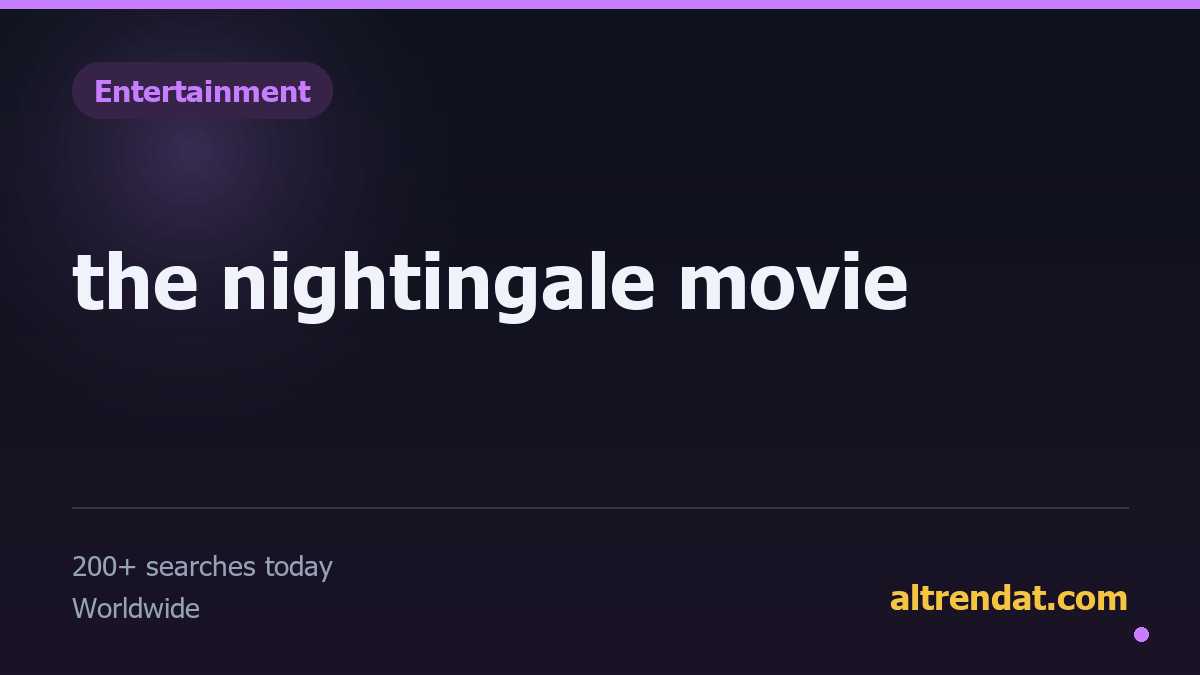 Entertainment
the nightingale movie
200+ searches today
Worldwide
altrendat.com